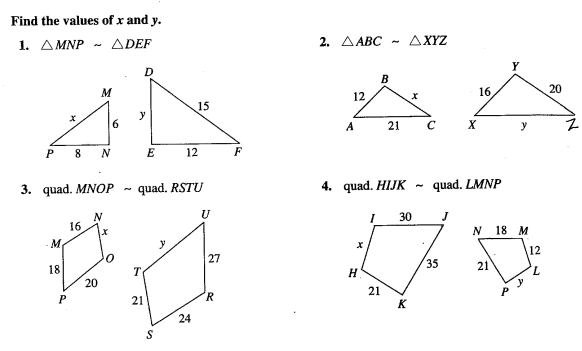 Find the values of x and y.
1. △MNP ~ △DEF
2. △ABC ~ △XYZ
D
M
x
6
P
8
N
y
15
E
12
F
B
12
x
A
21
C
Y
16
20
X
y
Z
3. quad. MNOP ~ quad. RSTU
4. quad. HIJK ~ quad. LMNP
N
16
x
M
O
18
20
P
U
y
T
27
21
R
24
S
I
30
J
x
35
H
21
K
N
18
M
12
21
L
y
P